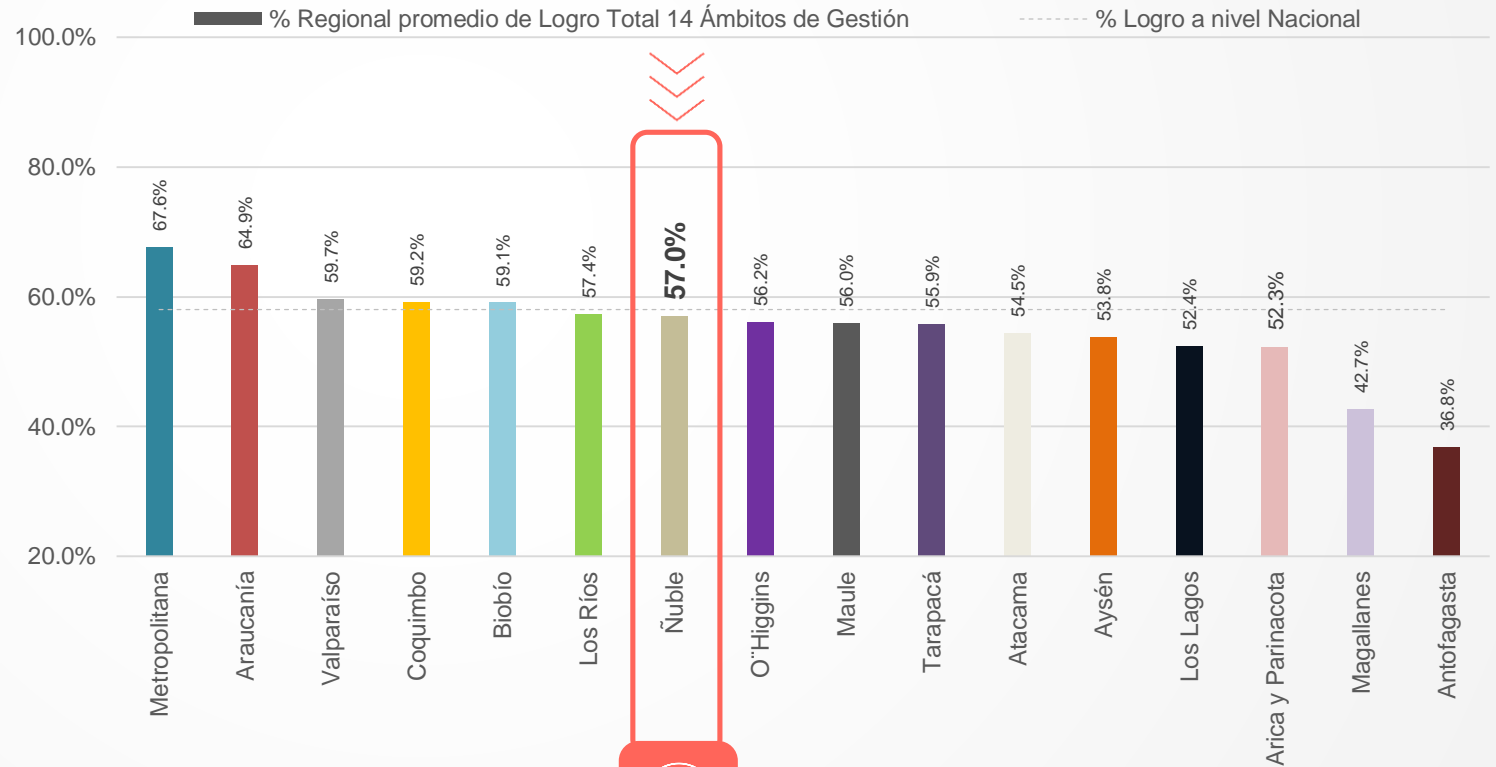 % Regional promedio de Logro Total 14 Ámbitos de Gestión
% Logro a nivel Nacional
100.0%
80.0%
60.0%
40.0%
20.0%
67.6%
64.9%
59.7%
59.2%
59.1%
57.4%
57.0%
56.2%
56.0%
55.9%
54.5%
53.8%
52.4%
52.3%
42.7%
36.8%
Metropolitana
Araucanía
Valparaíso
Coquimbo
Biobío
Los Ríos
Ñuble
O¨Higgins
Maule
Tarapacá
Atacama
Aysén
Los Lagos
Arica y Parinacota
Magallanes
Antofagasta